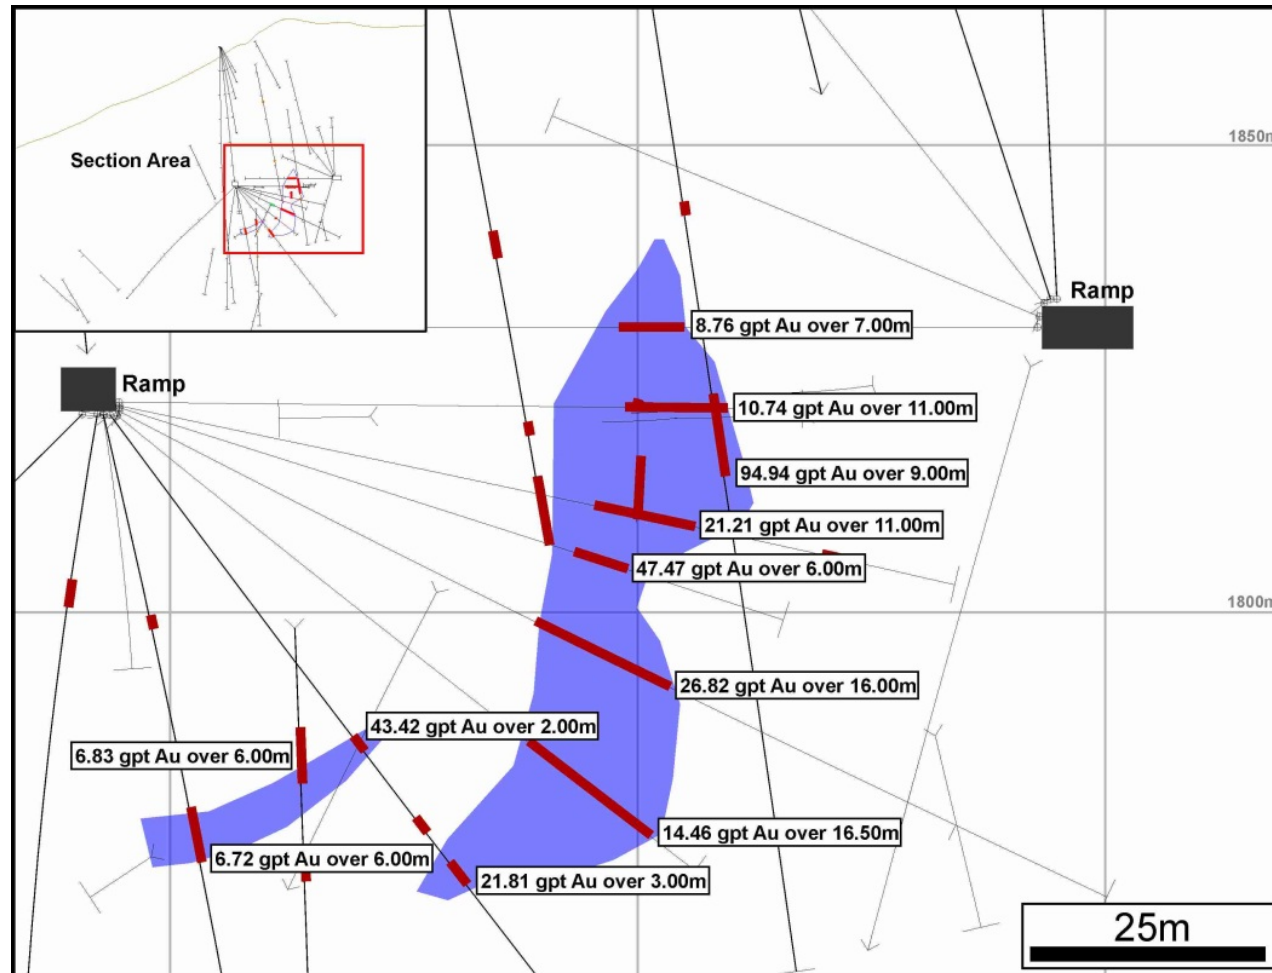 Section Area
1850m
Ramp
8.76 gpt Au over 7.00m
Ramp
10.74 gpt Au over 11.00m
94.94 gpt Au over 9.00m
21.21 gpt Au over 11.00m
47.47 gpt Au over 6.00m
1800m
26.82 gpt Au over 16.00m
43.42 gpt Au over 2.00m
6.83 gpt Au over 6.00m
14.46 gpt Au over 16.50m
6.72 gpt Au over 6.00m
21.81 gpt Au over 3.00m
25m